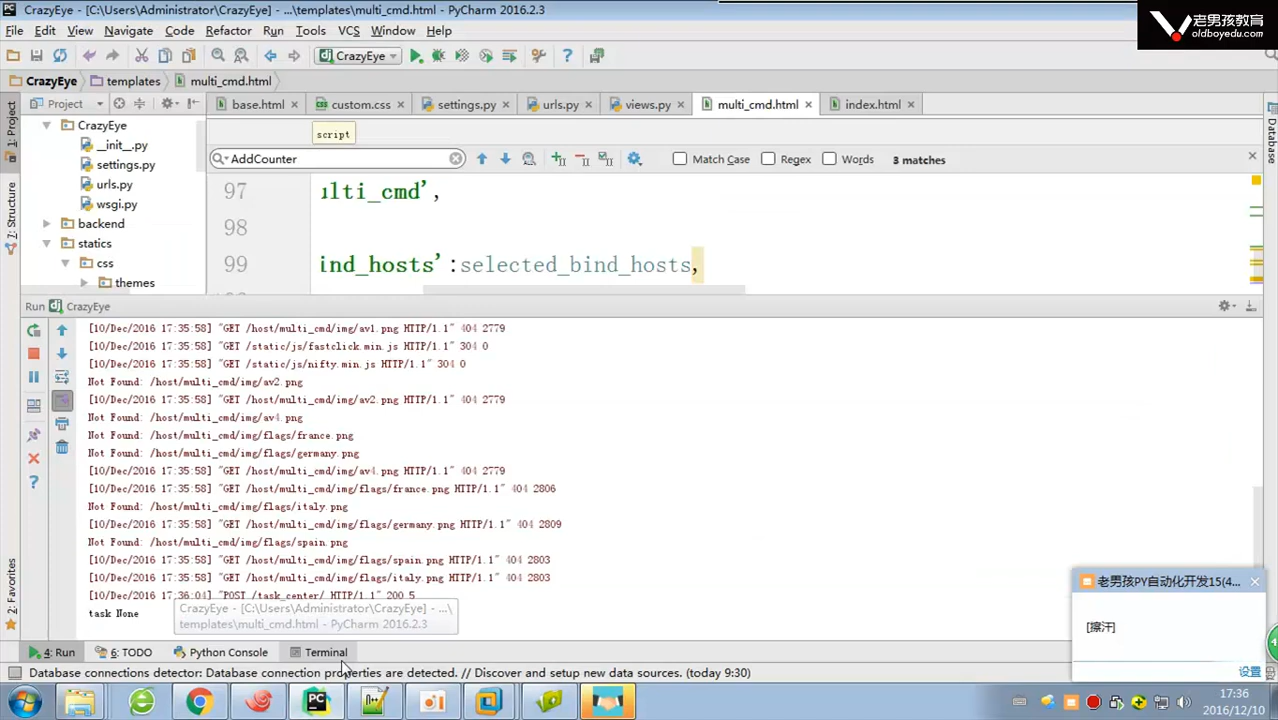 CrazyEye - [C:\Users\Administrator\CrazyEye] - ...\templates\multi_cmd.html - PyCharm 2016.2.3
老男孩教育
oldboyedu.com
File Edit View Navigate Code Refactor Run Tools VCS Window Help
CrazyEye
CrazyEye templates multi_cmd.html
Project base.html custom.css settings.py urls.py views.py multi_cmd.html index.html
1: Project
Database
CrazyEye
__init__.py
settings.py
urls.py
wsgi.py
backend
statics
css
themes
script
AddCounter Match Case Regex Words 3 matches
97 ulti_cmd',
98
99 ind_hosts':selected_bind_hosts,
7: Structure
Run CrazyEye
[10/Dec/2016 17:35:58] "GET /host/multi_cmd/img/av1.png HTTP/1.1" 404 2779
[10/Dec/2016 17:35:58] "GET /static/js/fastclick.min.js HTTP/1.1" 304 0
[10/Dec/2016 17:35:58] "GET /static/js/nifty.min.js HTTP/1.1" 304 0
Not Found: /host/multi_cmd/img/av2.png
[10/Dec/2016 17:35:58] "GET /host/multi_cmd/img/av2.png HTTP/1.1" 404 2779
Not Found: /host/multi_cmd/img/av4.png
Not Found: /host/multi_cmd/img/flags/france.png
Not Found: /host/multi_cmd/img/flags/germany.png
[10/Dec/2016 17:35:58] "GET /host/multi_cmd/img/av4.png HTTP/1.1" 404 2779
[10/Dec/2016 17:35:58] "GET /host/multi_cmd/img/flags/france.png HTTP/1.1" 404 2806
Not Found: /host/multi_cmd/img/flags/italy.png
[10/Dec/2016 17:35:58] "GET /host/multi_cmd/img/flags/germany.png HTTP/1.1" 404 2809
Not Found: /host/multi_cmd/img/flags/spain.png
[10/Dec/2016 17:35:58] "GET /host/multi_cmd/img/flags/spain.png HTTP/1.1" 404 2803
[10/Dec/2016 17:35:58] "GET /host/multi_cmd/img/flags/italy.png HTTP/1.1" 404 2803
[10/Dec/2016 17:36:04] "POST /task_center/ HTTP/1.1" 200 5
task None
CrazyEye - [C:\Users\Administrator\CrazyEye] - ...\
templates\multi_cmd.html - PyCharm 2016.2.3
2: Favorites
老男孩PY自动化开发15(4...
[擦汗]
设置
4: Run 6: TODO Python Console Terminal
Database connections detector: Database connection properties are detected. // Discover and setup new data sources. (today 9:30)
17:36
2016/12/10